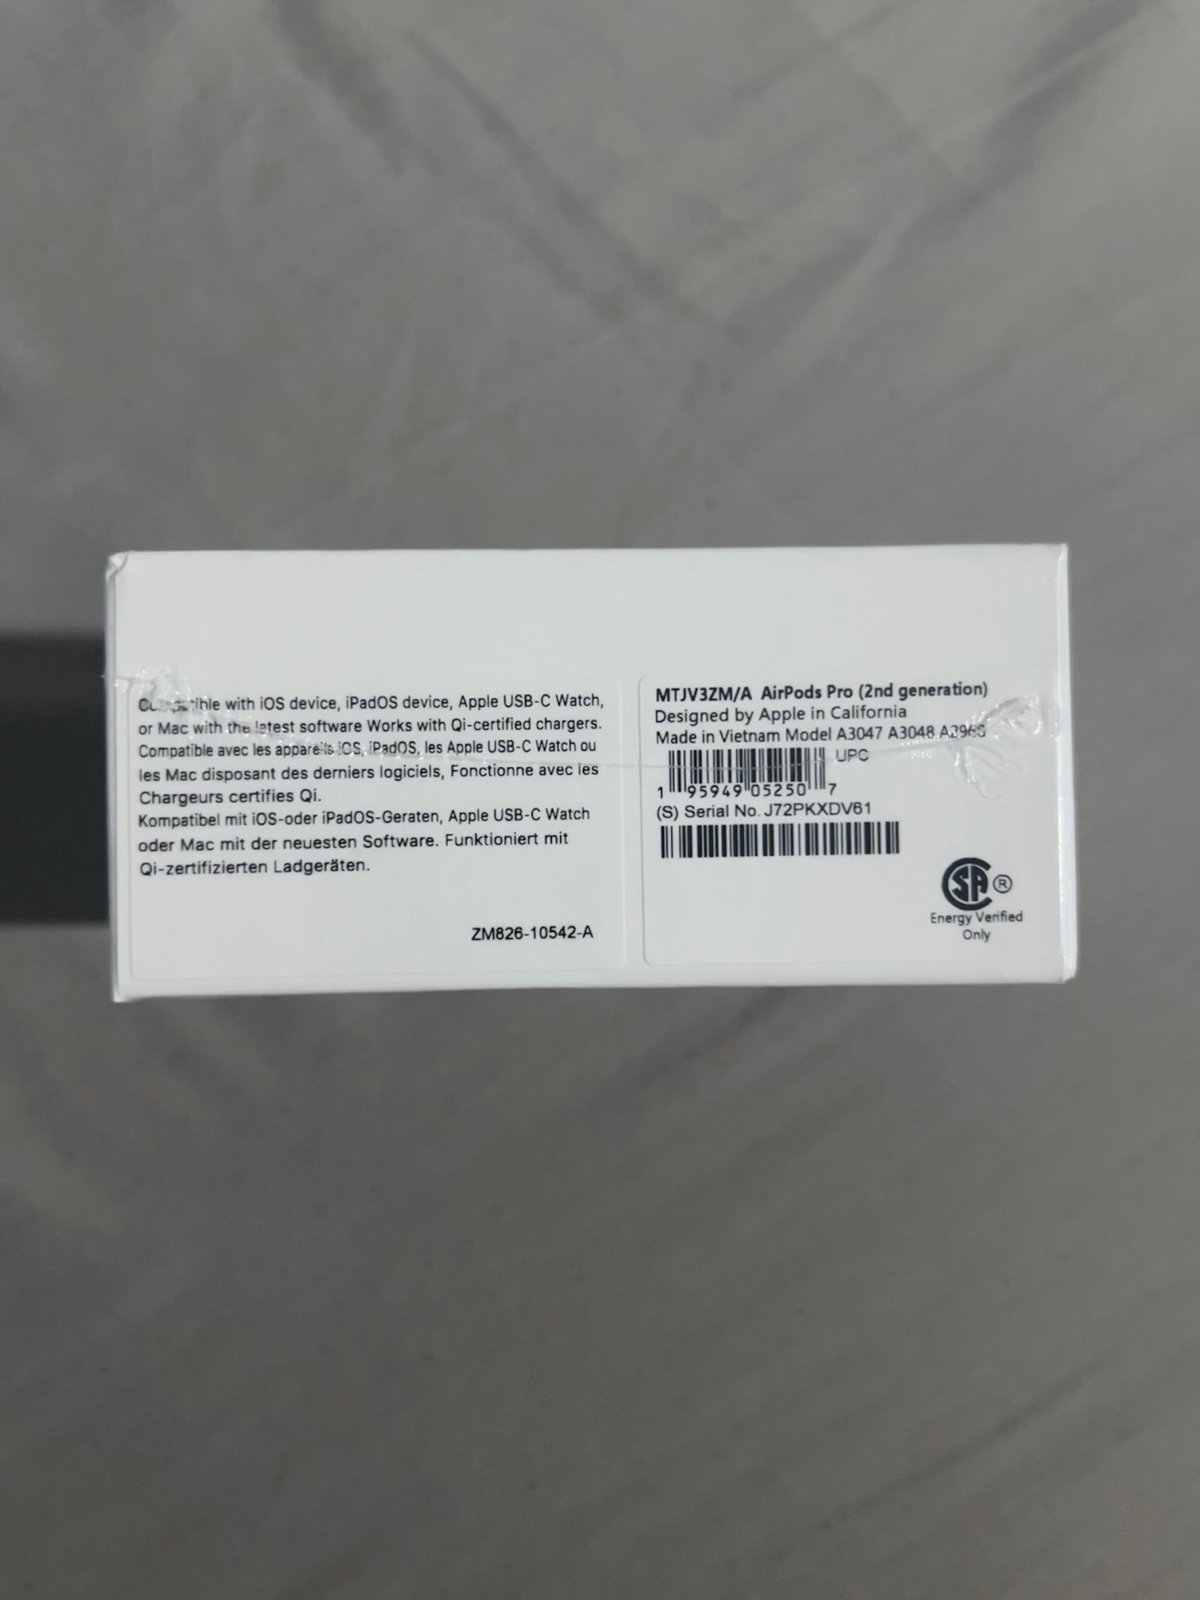 with iOS device, iPadOS device, Apple USB-C Watch,
or Mac with the latest software Works with Qi-certified chargers.
Compatible avec les appareils iOS, iPadOS, les Apple USB-C Watch ou
les Mac disposant des derniers logiciels, Fonctionne avec les
Chargeurs certifies Qi.
Kompatibel mit iOS-oder iPadOS-Geraten, Apple USB-C Watch
oder Mac mit der neuesten Software. Funktioniert mit
Qi-zertifizierten Ladgeräten.
ZM826-10542-A
MTJV3ZM/A AirPods Pro (2nd generation)
Designed by Apple in California
Made in Vietnam Model A3047 A3048
UPC
1 95949 05250 7
(S) Serial No. J72PKXDV61
SA ®
Energy Verified
Only